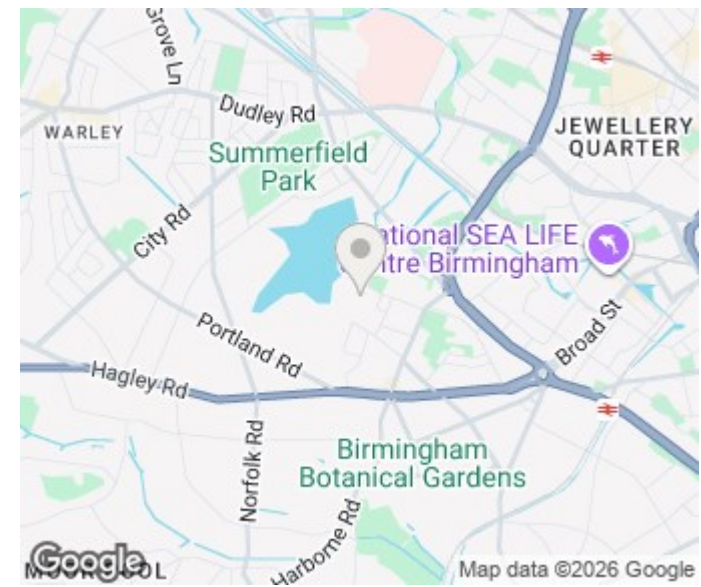 Grove Ln
Dudley Rd
WARLEY
JEWELLERY
QUARTER
Summerfield
Park
City Rd
ational SEA LIFE
ntre Birmingham
Portland Rd
Broad St
Hagley Rd
Norfolk Rd
Birmingham
Botanical Gardens
Harborne Rd
Google
Map data ©2026 Google